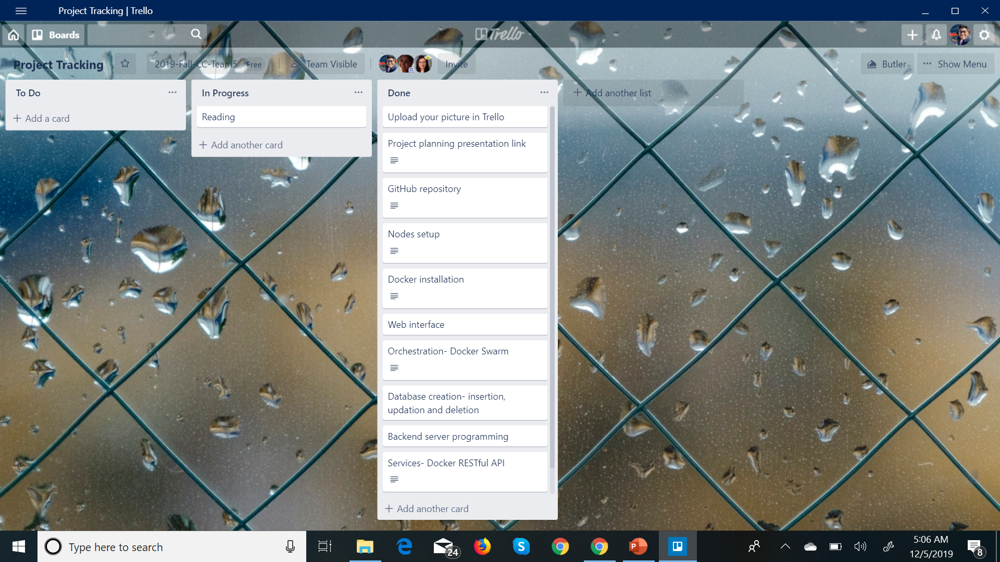 Project Tracking | Trello
Boards
Trello
Project Tracking
2019-Fall-CC-Team5 Free
Team Visible
Invite
Butler
Show Menu
To Do
+ Add a card
In Progress
Reading
+ Add another card
Done
Upload your picture in Trello
Project planning presentation link
GitHub repository
Nodes setup
Docker installation
Web interface
Orchestration- Docker Swarm
Database creation- insertion,
updation and deletion
Backend server programming
Services- Docker RESTful API
+ Add another card
+ Add another list
Type here to search
24
5:06 AM
12/5/2019
8